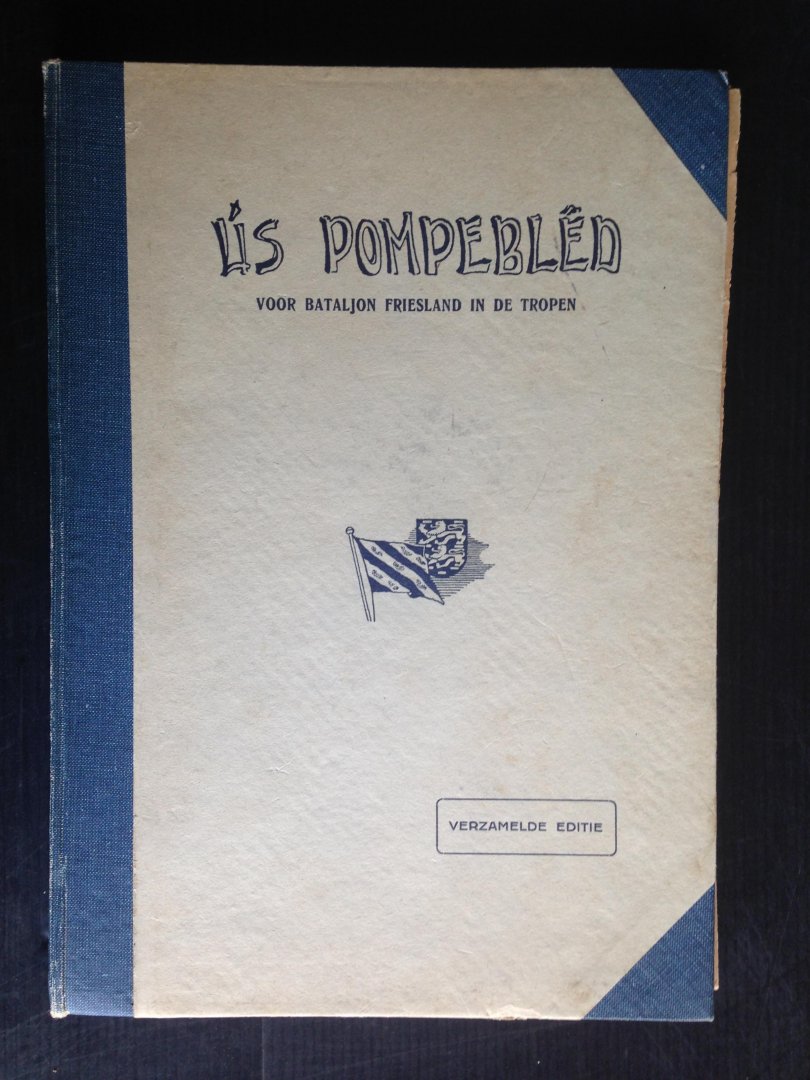 ÚS POMPEBLÊD
VOOR BATALJON FRIESLAND IN DE TROPEN
VERZAMELDE EDITIE